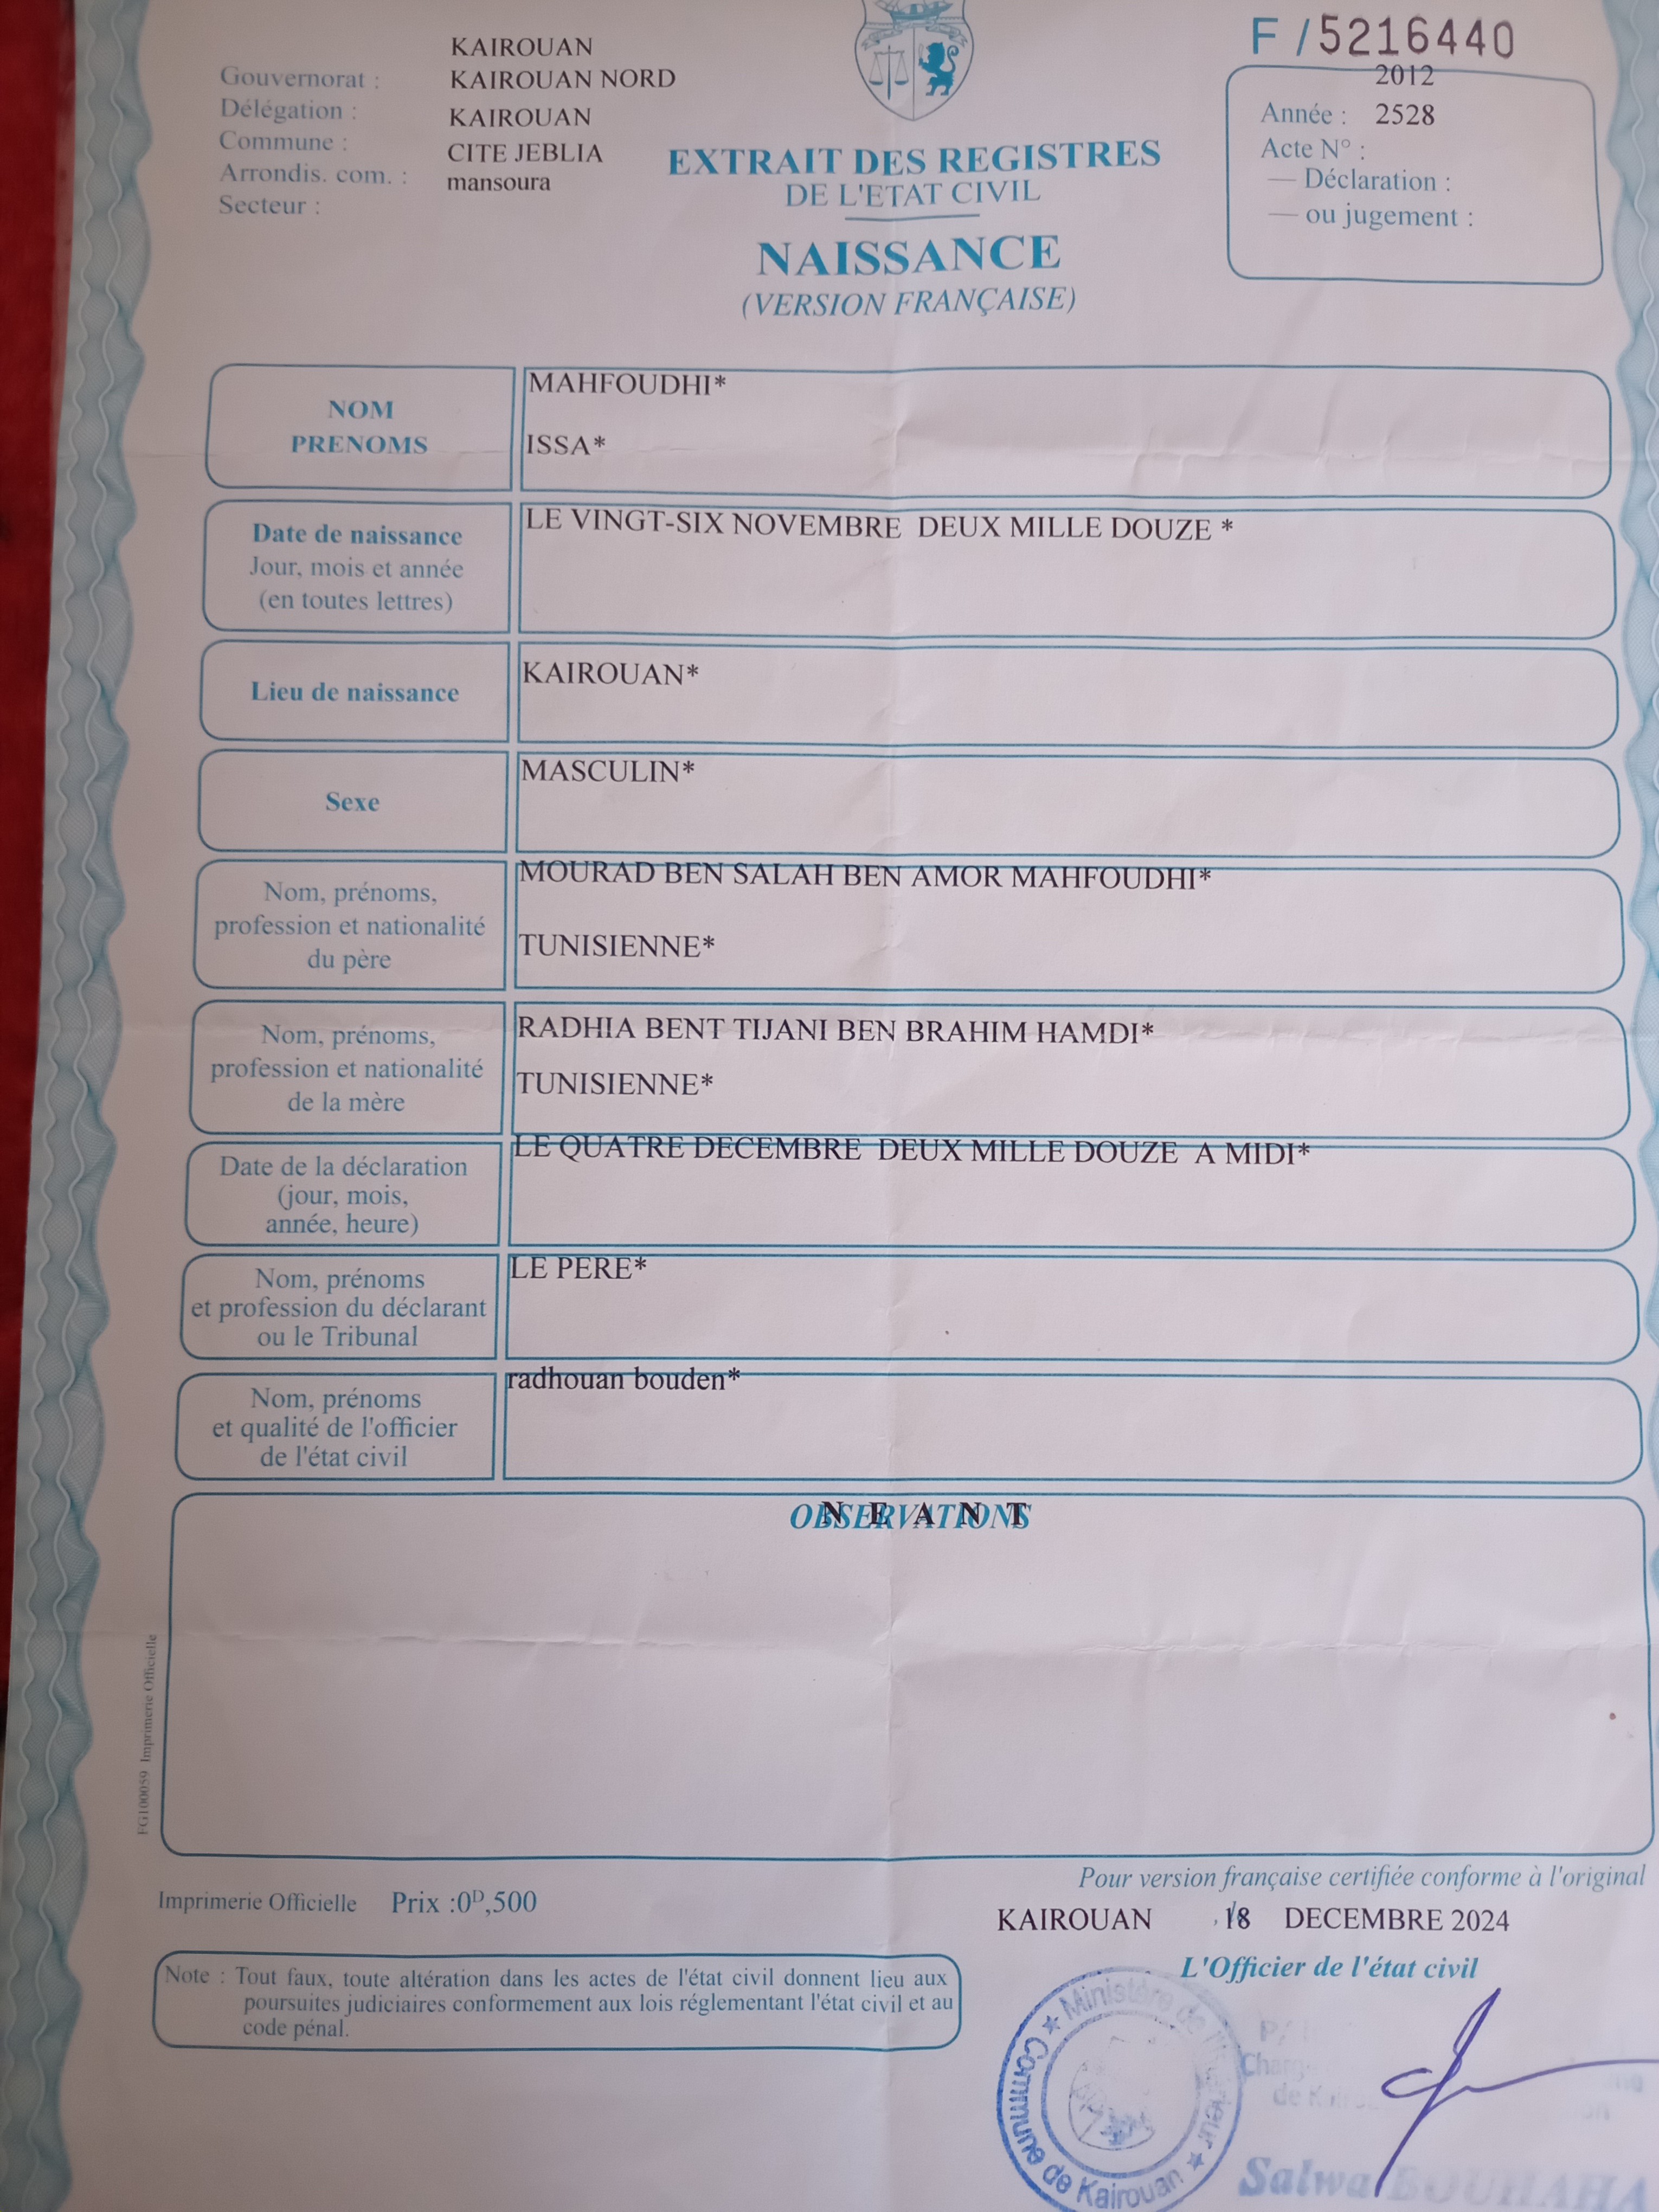 F / 5216440
KAIROUAN
Gouvernorat : KAIROUAN NORD
Délégation : KAIROUAN
Commune : CITE JEBLIA
Arrondis. com. : mansoura
Secteur :
EXTRAIT DES REGISTRES
DE L'ETAT CIVIL
NAISSANCE
(VERSION FRANÇAISE)
2012
Année : 2528
Acte N° :
— Déclaration :
— ou jugement :
NOM
PRENOMS
MAHFOUDHI*
ISSA*
Date de naissance
Jour, mois et année
(en toutes lettres)
LE VINGT-SIX NOVEMBRE DEUX MILLE DOUZE *
Lieu de naissance
KAIROUAN*
Sexe
MASCULIN*
Nom, prénoms,
profession et nationalité
du père
MOURAD BEN SALAH BEN AMOR MAHFOUDHI*
TUNISIENNE*
Nom, prénoms,
profession et nationalité
de la mère
RADHIA BENT TIJANI BEN BRAHIM HAMDI*
TUNISIENNE*
Date de la déclaration
(jour, mois,
année, heure)
LE QUATRE DECEMBRE DEUX MILLE DOUZE A MIDI*
Nom, prénoms
et profession du déclarant
ou le Tribunal
LE PERE*
Nom, prénoms
et qualité de l'officier
de l'état civil
radhouan bouden*
OBSERVATIONS
N E A N T
FG100059 Imprimerie Officielle
Imprimerie Officielle Prix :0D,500
Pour version française certifiée conforme à l'original
KAIROUAN 18 DECEMBRE 2024
L'Officier de l'état civil
Note : Tout faux, toute altération dans les actes de l'état civil donnent lieu aux
poursuites judiciaires conformement aux lois réglementant l'état civil et au
code pénal.
★ Ministère de l'Intérieur ★
Commune de Kairouan
Salwa BOUHAHA